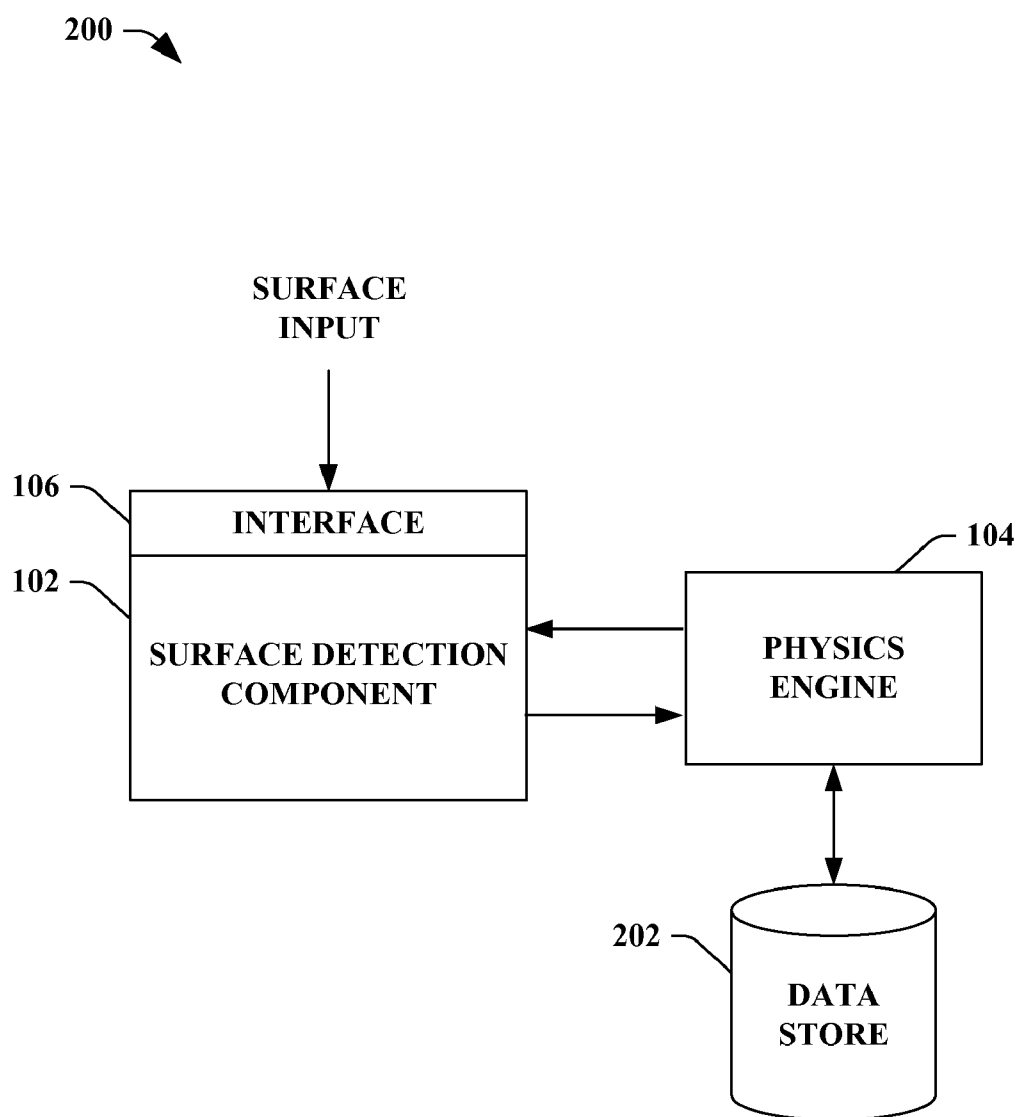 200
SURFACE
INPUT
106
INTERFACE
104
102
SURFACE DETECTION
COMPONENT
PHYSICS
ENGINE
202
DATA
STORE